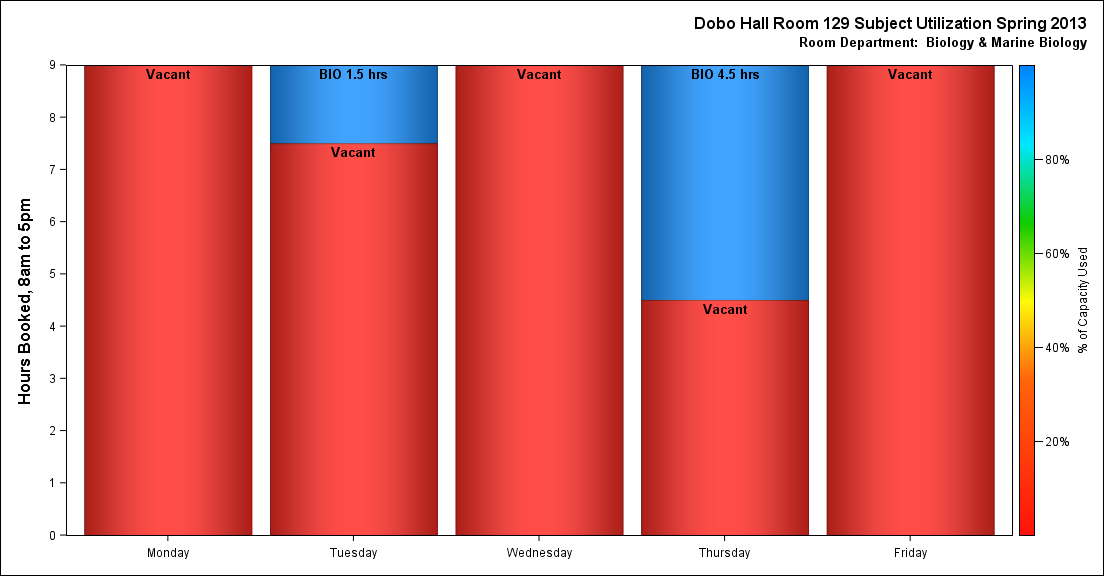 Dobo Hall Room 129 Subject Utilization Spring 2013
Room Department:  Biology & Marine Biology
Hours Booked, 8am to 5pm
9
8
7
6
5
4
3
2
1
0
Vacant
BIO 1.5 hrs
Vacant
Vacant
BIO 4.5 hrs
Vacant
Vacant
Monday
Tuesday
Wednesday
Thursday
Friday
80%
60%
40%
20%
% of Capacity Used